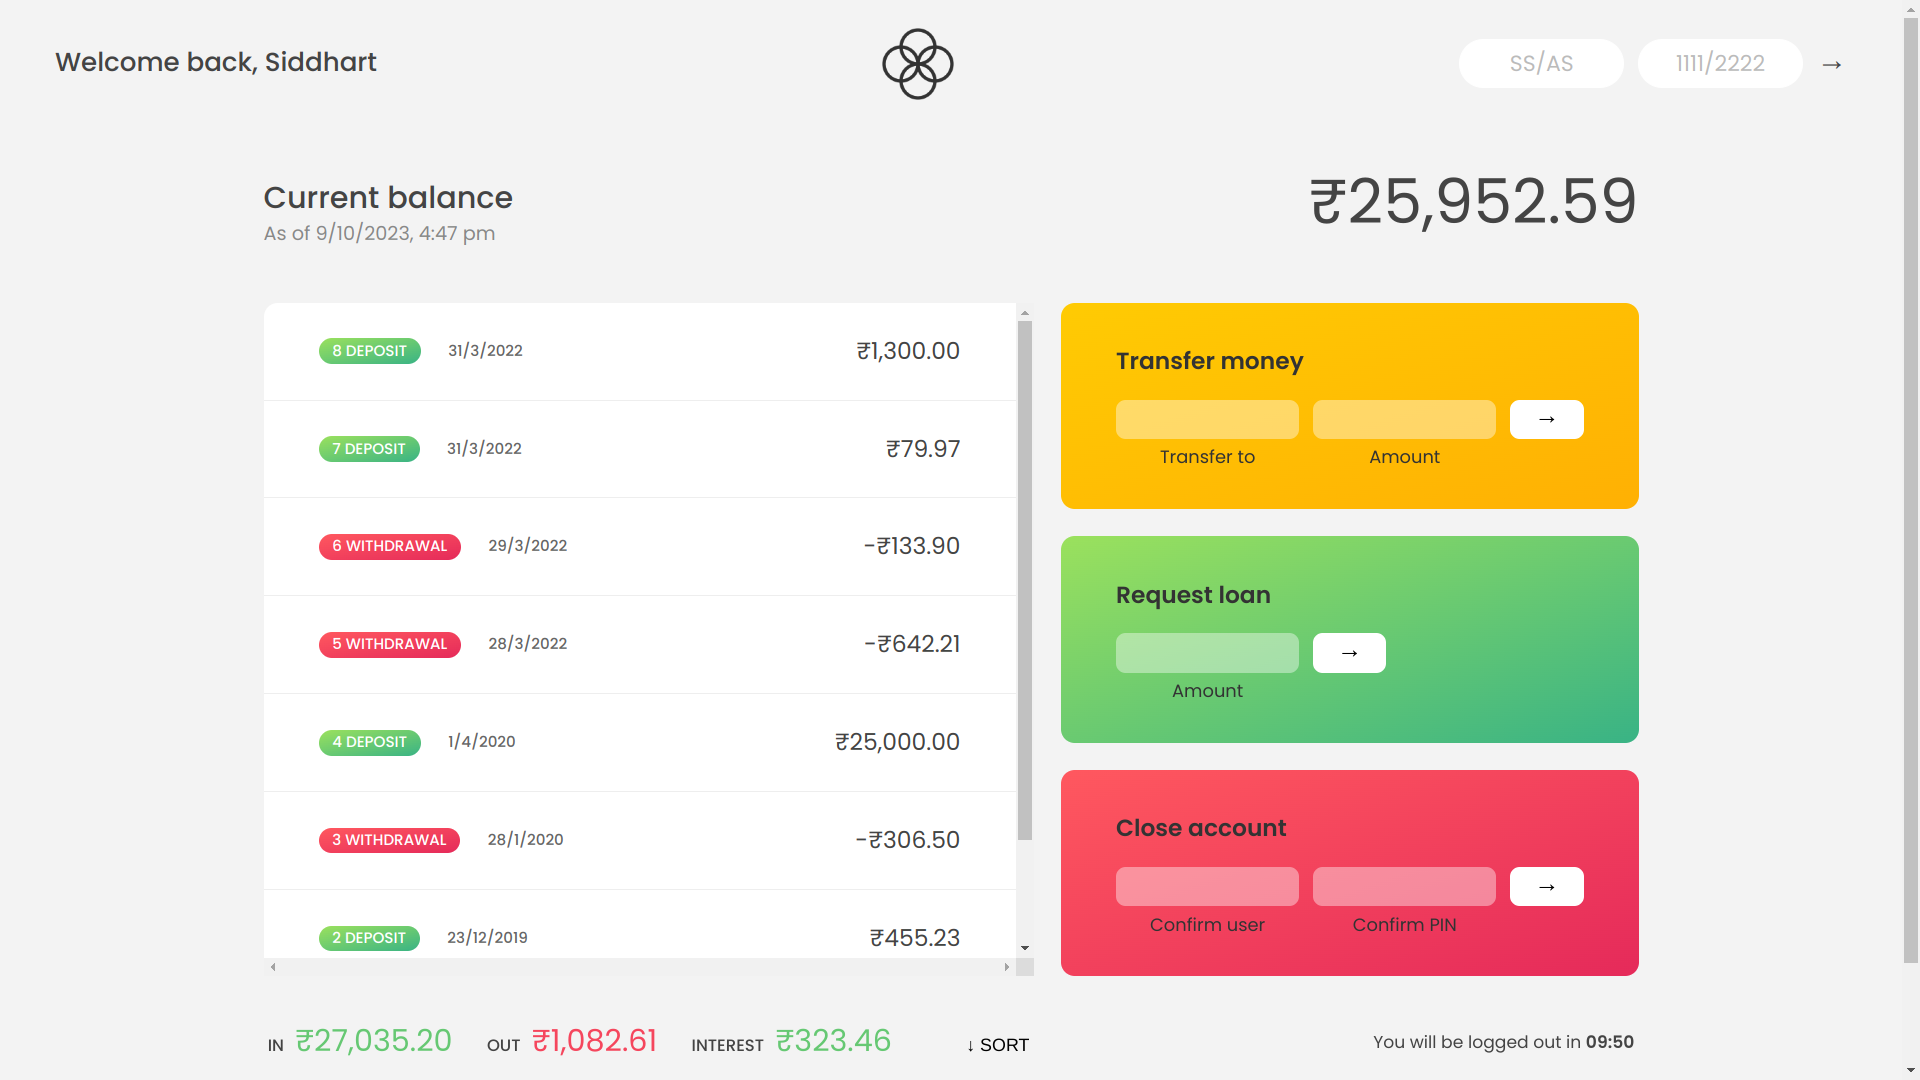 Welcome back, Siddhart
SS/AS
1111/2222
→
Current balance
As of 9/10/2023, 4:47 pm
₹25,952.59
8 DEPOSIT 31/3/2022 ₹1,300.00
7 DEPOSIT 31/3/2022 ₹79.97
6 WITHDRAWAL 29/3/2022 -₹133.90
5 WITHDRAWAL 28/3/2022 -₹642.21
4 DEPOSIT 1/4/2020 ₹25,000.00
3 WITHDRAWAL 28/1/2020 -₹306.50
2 DEPOSIT 23/12/2019 ₹455.23
Transfer money
→
Transfer to Amount
Request loan
→
Amount
Close account
→
Confirm user Confirm PIN
IN ₹27,035.20 OUT ₹1,082.61 INTEREST ₹323.46 ↓ SORT
You will be logged out in 09:50